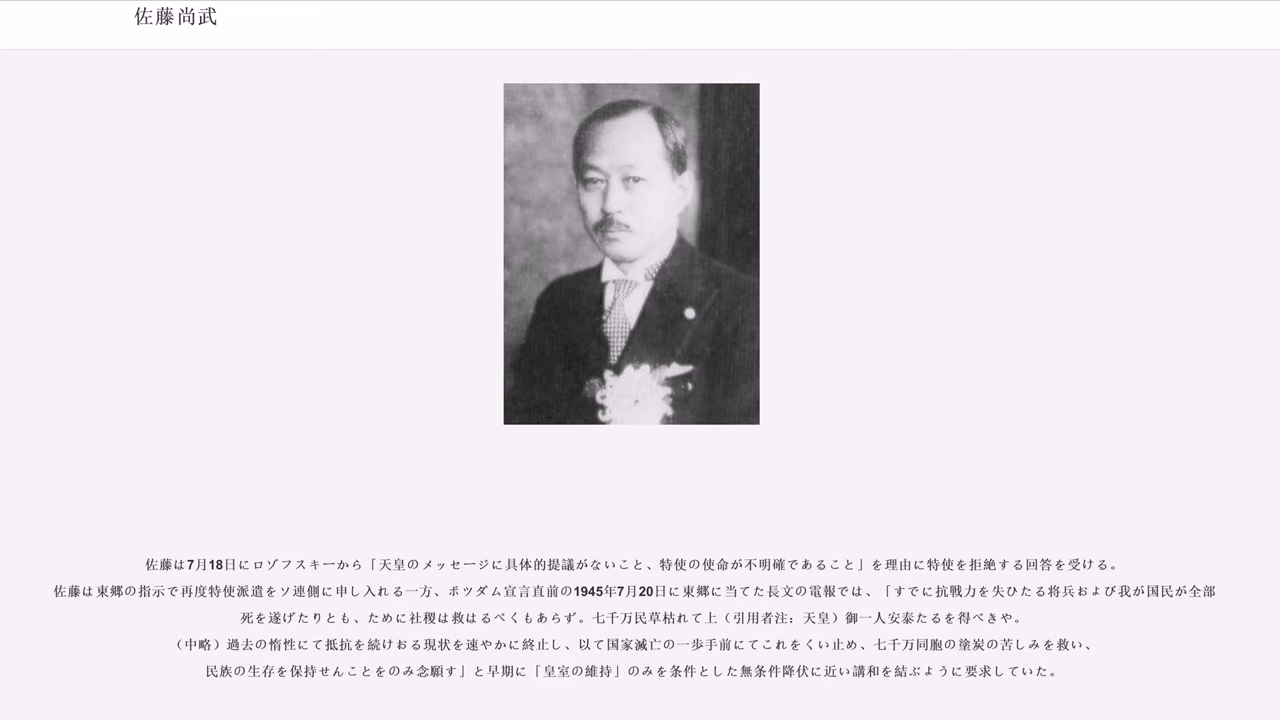 佐藤尚武
佐藤は7月18日にロゾフスキーから「天皇のメッセージに具体的提議がないこと、特使の使命が不明確であること」を理由に特使を拒絶する回答を受ける。
佐藤は東郷の指示で再度特使派遣をソ連側に申し入れる一方、ポツダム宣言直前の1945年7月20日に東郷に当てた長文の電報では、「すでに抗戦力を失ひたる将兵および我が国民が全部
死を遂げたりとも、ために社稷は救はるべくもあらず。七千万民草枯れて上（引用者注：天皇）御一人安泰たるを得べきや。
（中略）過去の惰性にて抵抗を続けおる現状を速やかに終止し、以て国家滅亡の一歩手前にてこれをくい止め、七千万同胞の塗炭の苦しみを救い、
民族の生存を保持せんことをのみ念願す」と早期に「皇室の維持」のみを条件とした無条件降伏に近い講和を結ぶように要求していた。